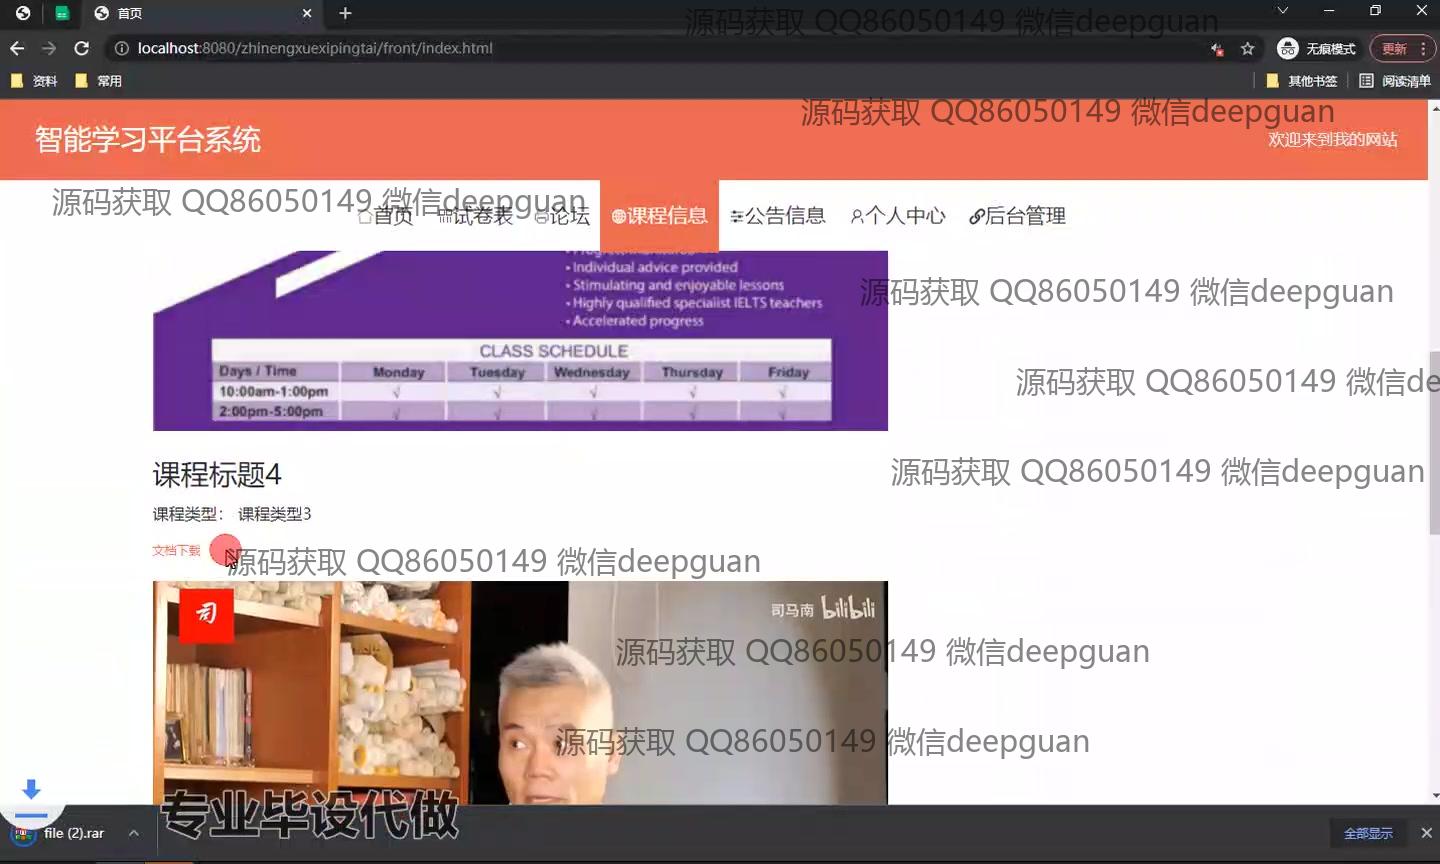 首页
源码获取 QQ86050149 微信deepguan
localhost:8080/zhinengxuexipingtai/front/index.html
无痕模式
更新
资料
常用
其他书签
阅读清单
源码获取 QQ86050149 微信deepguan
智能学习平台系统
欢迎来到我的网站
源码获取 QQ86050149 微信deepguan
首页
试卷表
论坛
课程信息
公告信息
个人中心
后台管理
• Individual advice provided
• Stimulating and enjoyable lessons
• Highly qualified specialist IELTS teachers
• Accelerated progress
源码获取 QQ86050149 微信deepguan
CLASS SCHEDULE
Days / Time Monday Tuesday Wednesday Thursday Friday
10:00am-1:00pm √ √ √ √ √
2:00pm-5:00pm √ √ √ √ √
源码获取 QQ86050149 微信de
课程标题4
源码获取 QQ86050149 微信deepguan
课程类型： 课程类型3
文档下载
源码获取 QQ86050149 微信deepguan
司
司马南 bilibili
源码获取 QQ86050149 微信deepguan
源码获取 QQ86050149 微信deepguan
专业毕设代做
file (2).rar
全部显示